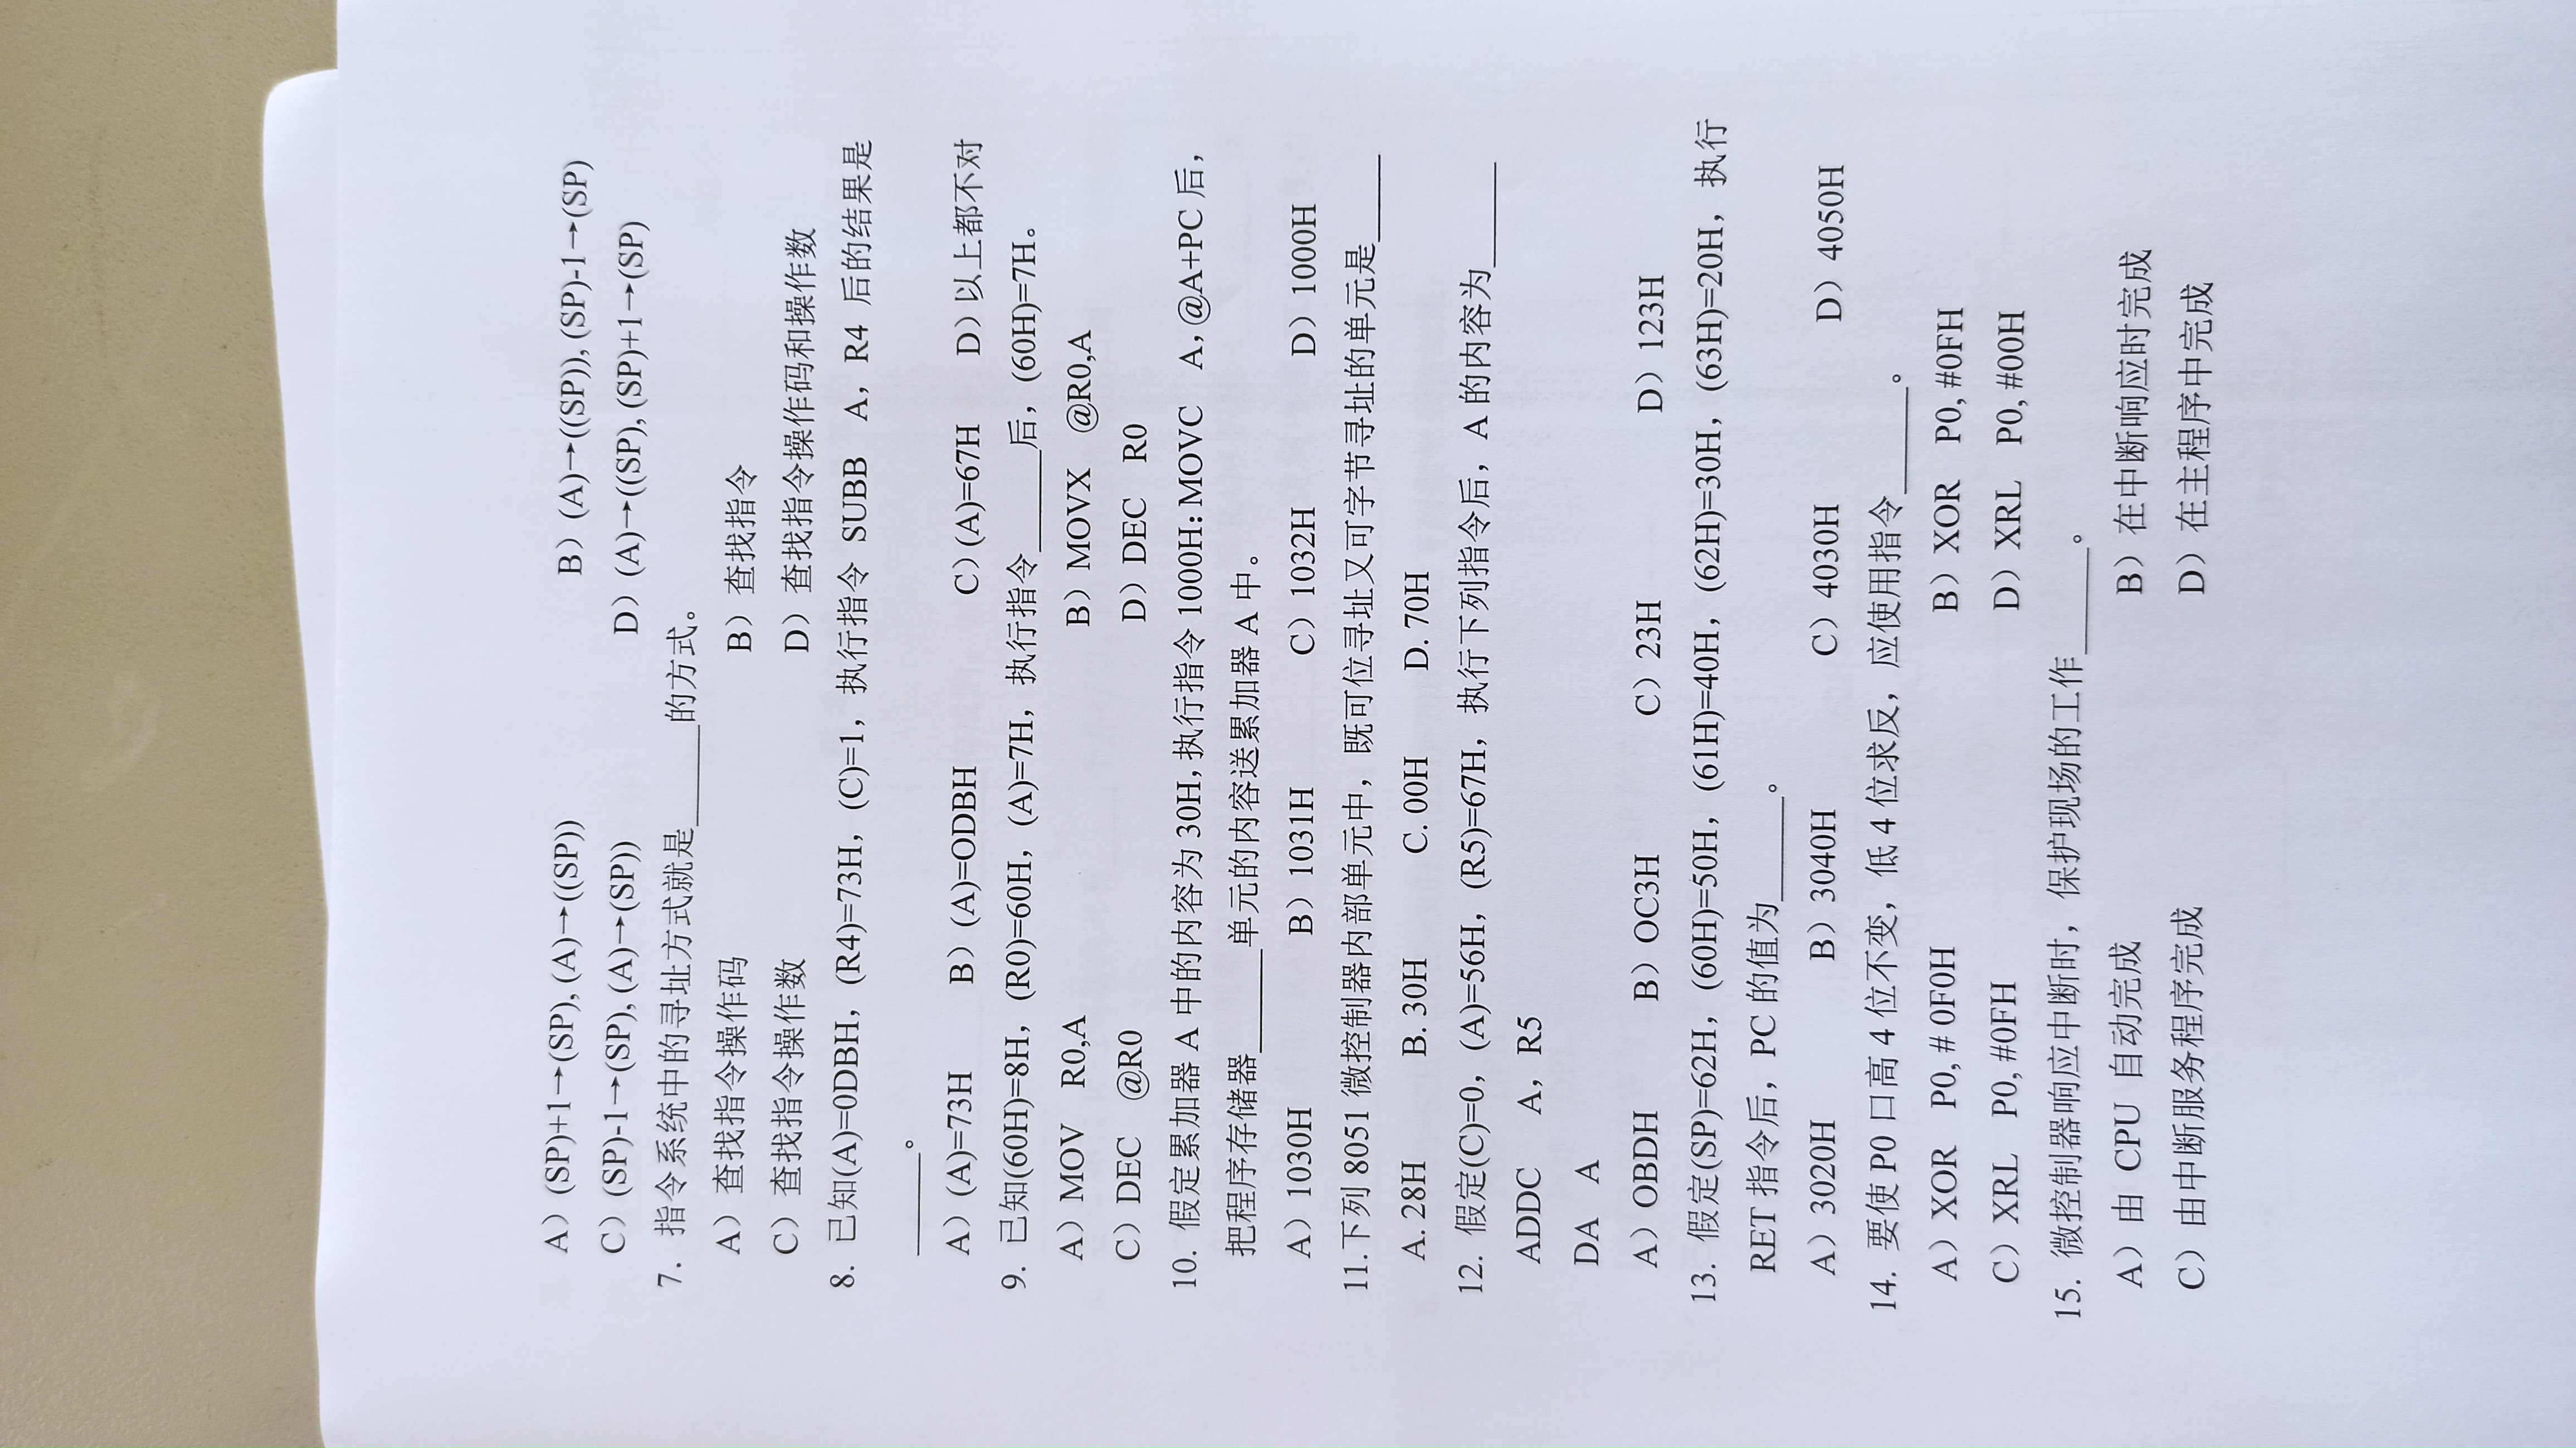 A）(SP)+1→(SP), (A)→((SP)) B）(A)→((SP)), (SP)-1→(SP)
C）(SP)-1→(SP), (A)→(SP)) D）(A)→((SP), (SP)+1→(SP)
7. 指令系统中的寻址方式就是______的方式。
A）查找指令操作码 B）查找指令
C）查找指令操作数 D）查找指令操作码和操作数
8. 已知(A)=0DBH，(R4)=73H，(C)=1，执行指令 SUBB A，R4 后的结果是
______。
A）(A)=73H B）(A)=ODBH C）(A)=67H D）以上都不对
9. 已知(60H)=8H，(R0)=60H，(A)=7H，执行指令______后，(60H)=7H。
A）MOV R0,A B）MOVX @R0,A
C）DEC @R0 D）DEC R0
10. 假定累加器 A 中的内容为 30H，执行指令 1000H：MOVC A，@A+PC 后，
把程序存储器______单元的内容送累加器 A 中。
A）1030H B）1031H C）1032H D）1000H
11.下列 8051 微控制器内部单元中，既可位寻址又可字节寻址的单元是_____
A. 28H B. 30H C. 00H D. 70H
12. 假定(C)=0，(A)=56H，(R5)=67H，执行下列指令后，A 的内容为______
ADDC A，R5
DA A
A）OBDH B）OC3H C）23H D）123H
13. 假定(SP)=62H，(60H)=50H，(61H)=40H，(62H)=30H，(63H)=20H，执行
RET 指令后，PC 的值为______。
A）3020H B）3040H C）4030H D）4050H
14. 要使 P0 口高 4 位不变，低 4 位求反，应使用指令______。
A）XOR P0, # 0F0H B）XOR P0, #0FH
C）XRL P0, #0FH D）XRL P0, #00H
15. 微控制器响应中断时，保护现场的工作______。
A）由 CPU 自动完成 B）在中断响应时完成
C）由中断服务程序完成 D）在主程序中完成